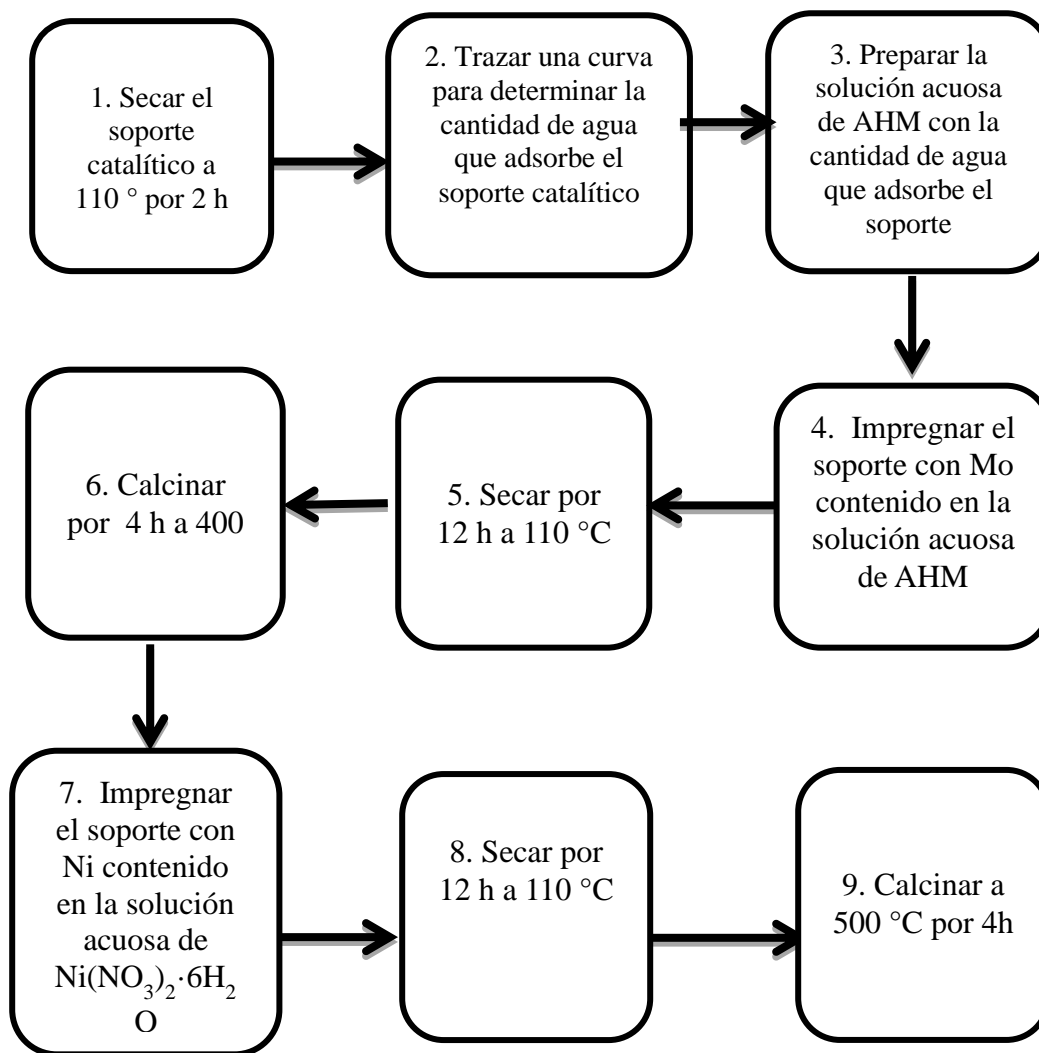 1. Secar el
soporte
catalítico a
110 ° por 2 h
2. Trazar una curva
para determinar la
cantidad de agua
que adsorbe el
soporte catalítico
3. Preparar la
solución acuosa
de AHM con la
cantidad de agua
que adsorbe el
soporte
4. Impregnar el
soporte con Mo
contenido en la
solución acuosa
de AHM
5. Secar por
12 h a 110 °C
6. Calcinar
por 4 h a 400
7. Impregnar
el soporte con
Ni contenido
en la solución
acuosa de
Ni(NO₃)₂·6H₂
O
8. Secar por
12 h a 110 °C
9. Calcinar a
500 °C por 4h